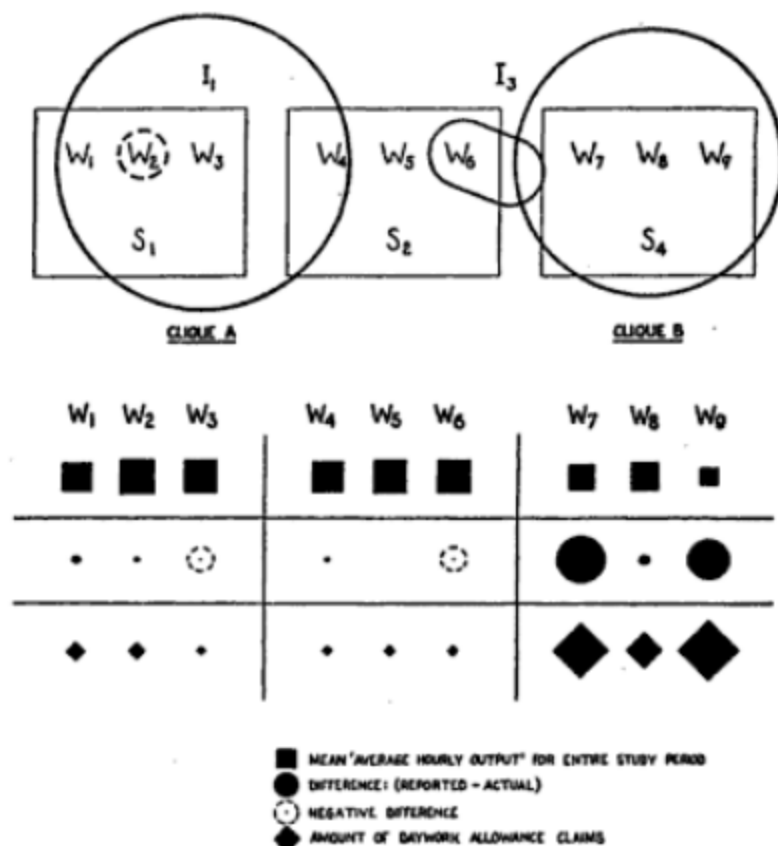 I₁ I₃
W₁ W₂ W₃ W₄ W₅ W₆ W₇ W₈ W₉
S₁ S₂ S₄
CLIQUE A CLIQUE B
W₁ W₂ W₃ W₄ W₅ W₆ W₇ W₈ W₉
MEAN 'AVERAGE HOURLY OUTPUT' FOR ENTIRE STUDY PERIOD
DIFFERENCE: (REPORTED - ACTUAL)
NEGATIVE DIFFERENCE
AMOUNT OF DAYWORK ALLOWANCE CLAIMS